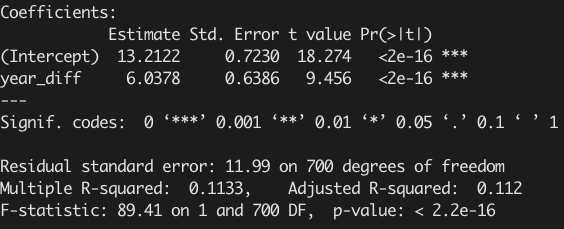 Coefficients:
            Estimate Std. Error t value Pr(>|t|)
(Intercept)  13.2122     0.7230  18.274   <2e-16 ***
year_diff     6.0378     0.6386   9.456   <2e-16 ***
---
Signif. codes:  0 ‘***’ 0.001 ‘**’ 0.01 ‘*’ 0.05 ‘.’ 0.1 ‘ ’ 1
Residual standard error: 11.99 on 700 degrees of freedom
Multiple R-squared:  0.1133,    Adjusted R-squared:  0.112
F-statistic: 89.41 on 1 and 700 DF,  p-value: < 2.2e-16